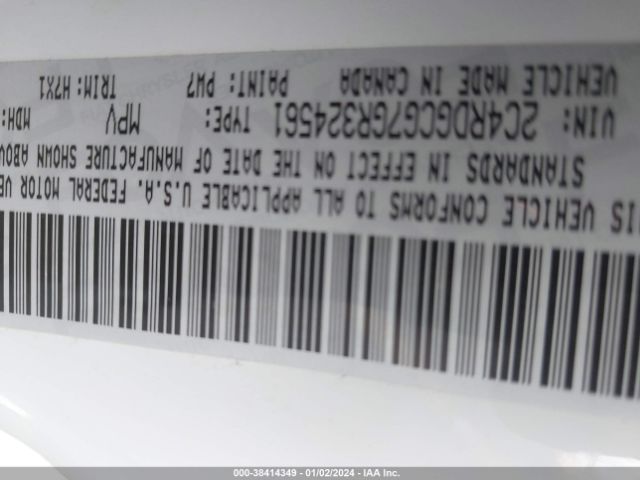 IS VEHICLE CONFORMS TO ALL APPLICABLE U.S.A. FEDERAL MOTOR VE
STANDARDS IN EFFECT ON THE DATE OF MANUFACTURE SHOWN ABOV
VIN: 2C4RDGCG7GR324561 TYPE: MPV MDH:
VEHICLE MADE IN CANADA PAINT: PW7 TRIM: H7X1
000-38414349 - 01/02/2024 - IAA Inc.